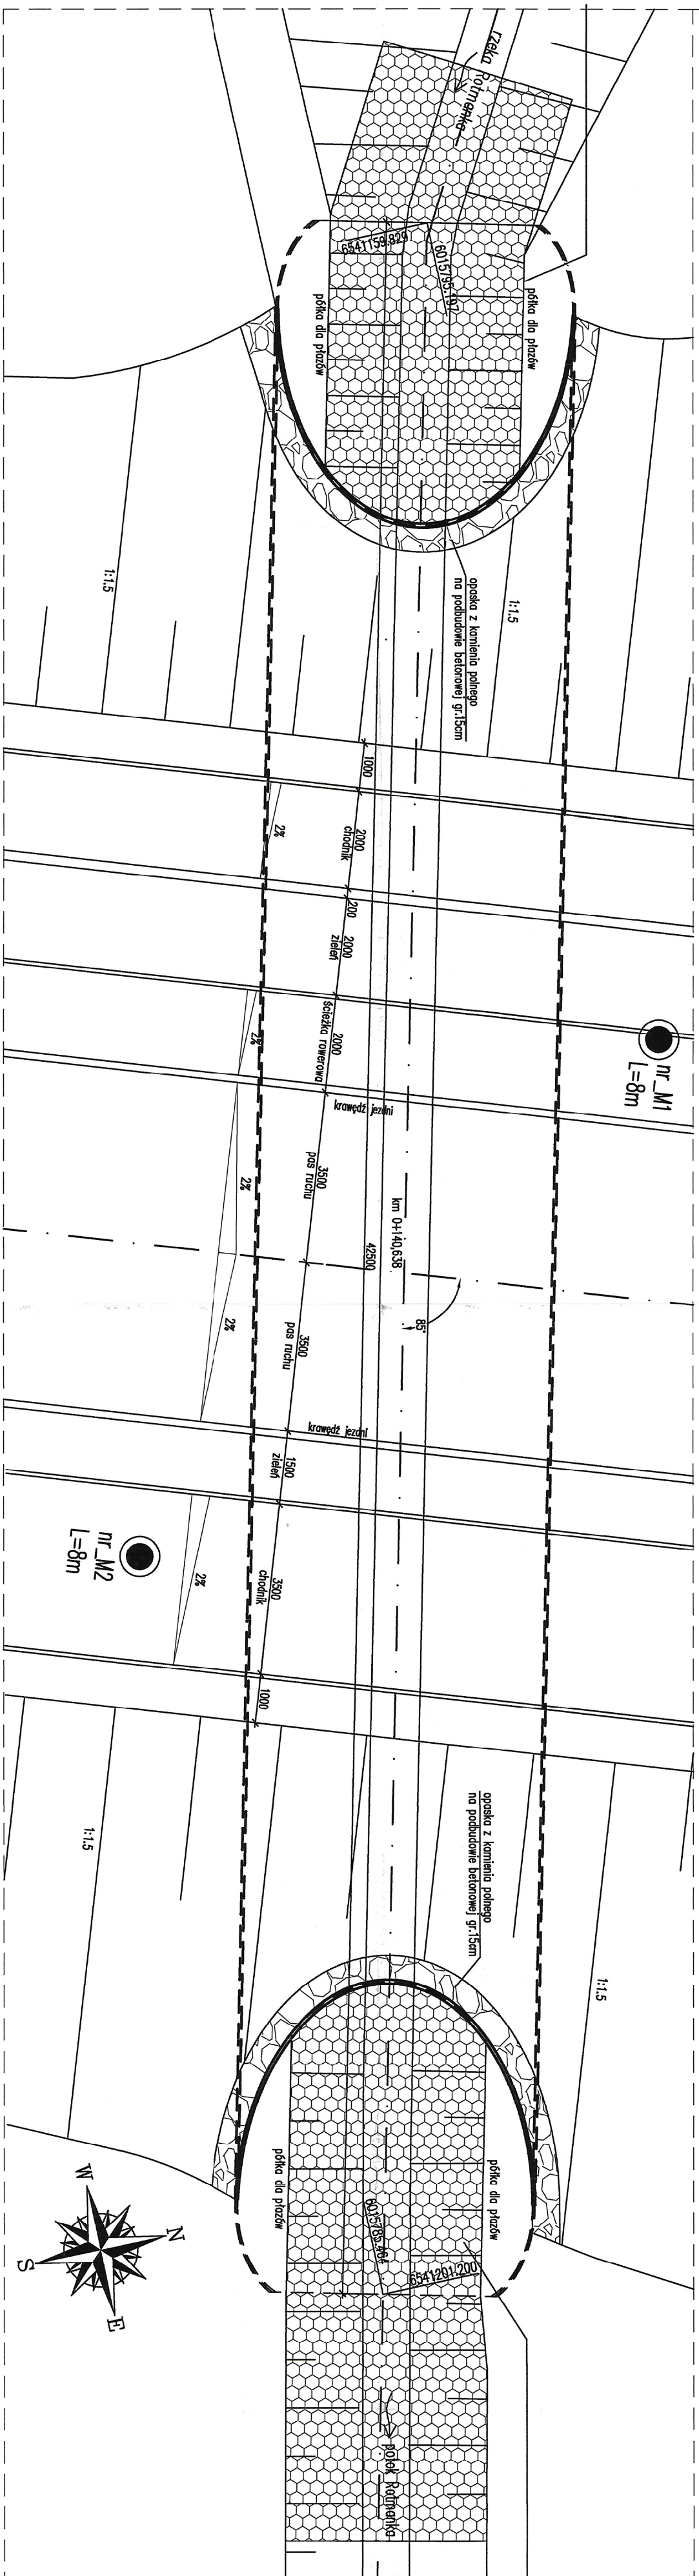 rzeka Rotmanka
6541159.829
6015795.197
półka dla płazów
półka dla płazów
opaska z kamienia polnego
na podbudowie betonowej gr.15cm
1:1.5
1:1.5
1000
2%
2000
chodnik
200
2000
zieleń
2%
2000
ścieżka rowerowa
nr_M1
L=8m
krawędź jezdni
2%
3500
pas ruchu
km 0+140,638
42500
85°
2%
3500
pas ruchu
krawędź jezdni
1500
zieleń
nr_M2
L=8m
2%
3500
chodnik
1000
opaska z kamienia polnego
na podbudowie betonowej gr.15cm
1:1.5
1:1.5
półka dla płazów
półka dla płazów
6015785.464
6541201.200
W
N
S
E
potok Rotmanka